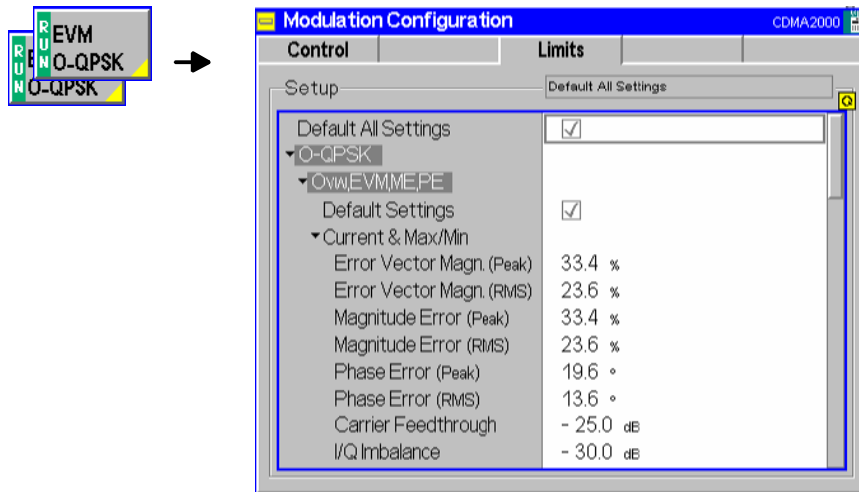 RUN
EVM
O-QPSK
RUN
E
O-QPSK
Modulation Configuration
CDMA2000
Control
Limits
Setup
Default All Settings
Default All Settings
O-QPSK
Ovw,EVM,ME,PE
Default Settings
Current & Max/Min
Error Vector Magn. (Peak) 33.4 %
Error Vector Magn. (RMS) 23.6 %
Magnitude Error (Peak) 33.4 %
Magnitude Error (RMS) 23.6 %
Phase Error (Peak) 19.6 °
Phase Error (RMS) 13.6 °
Carrier Feedthrough - 25.0 dB
I/Q Imbalance - 30.0 dB